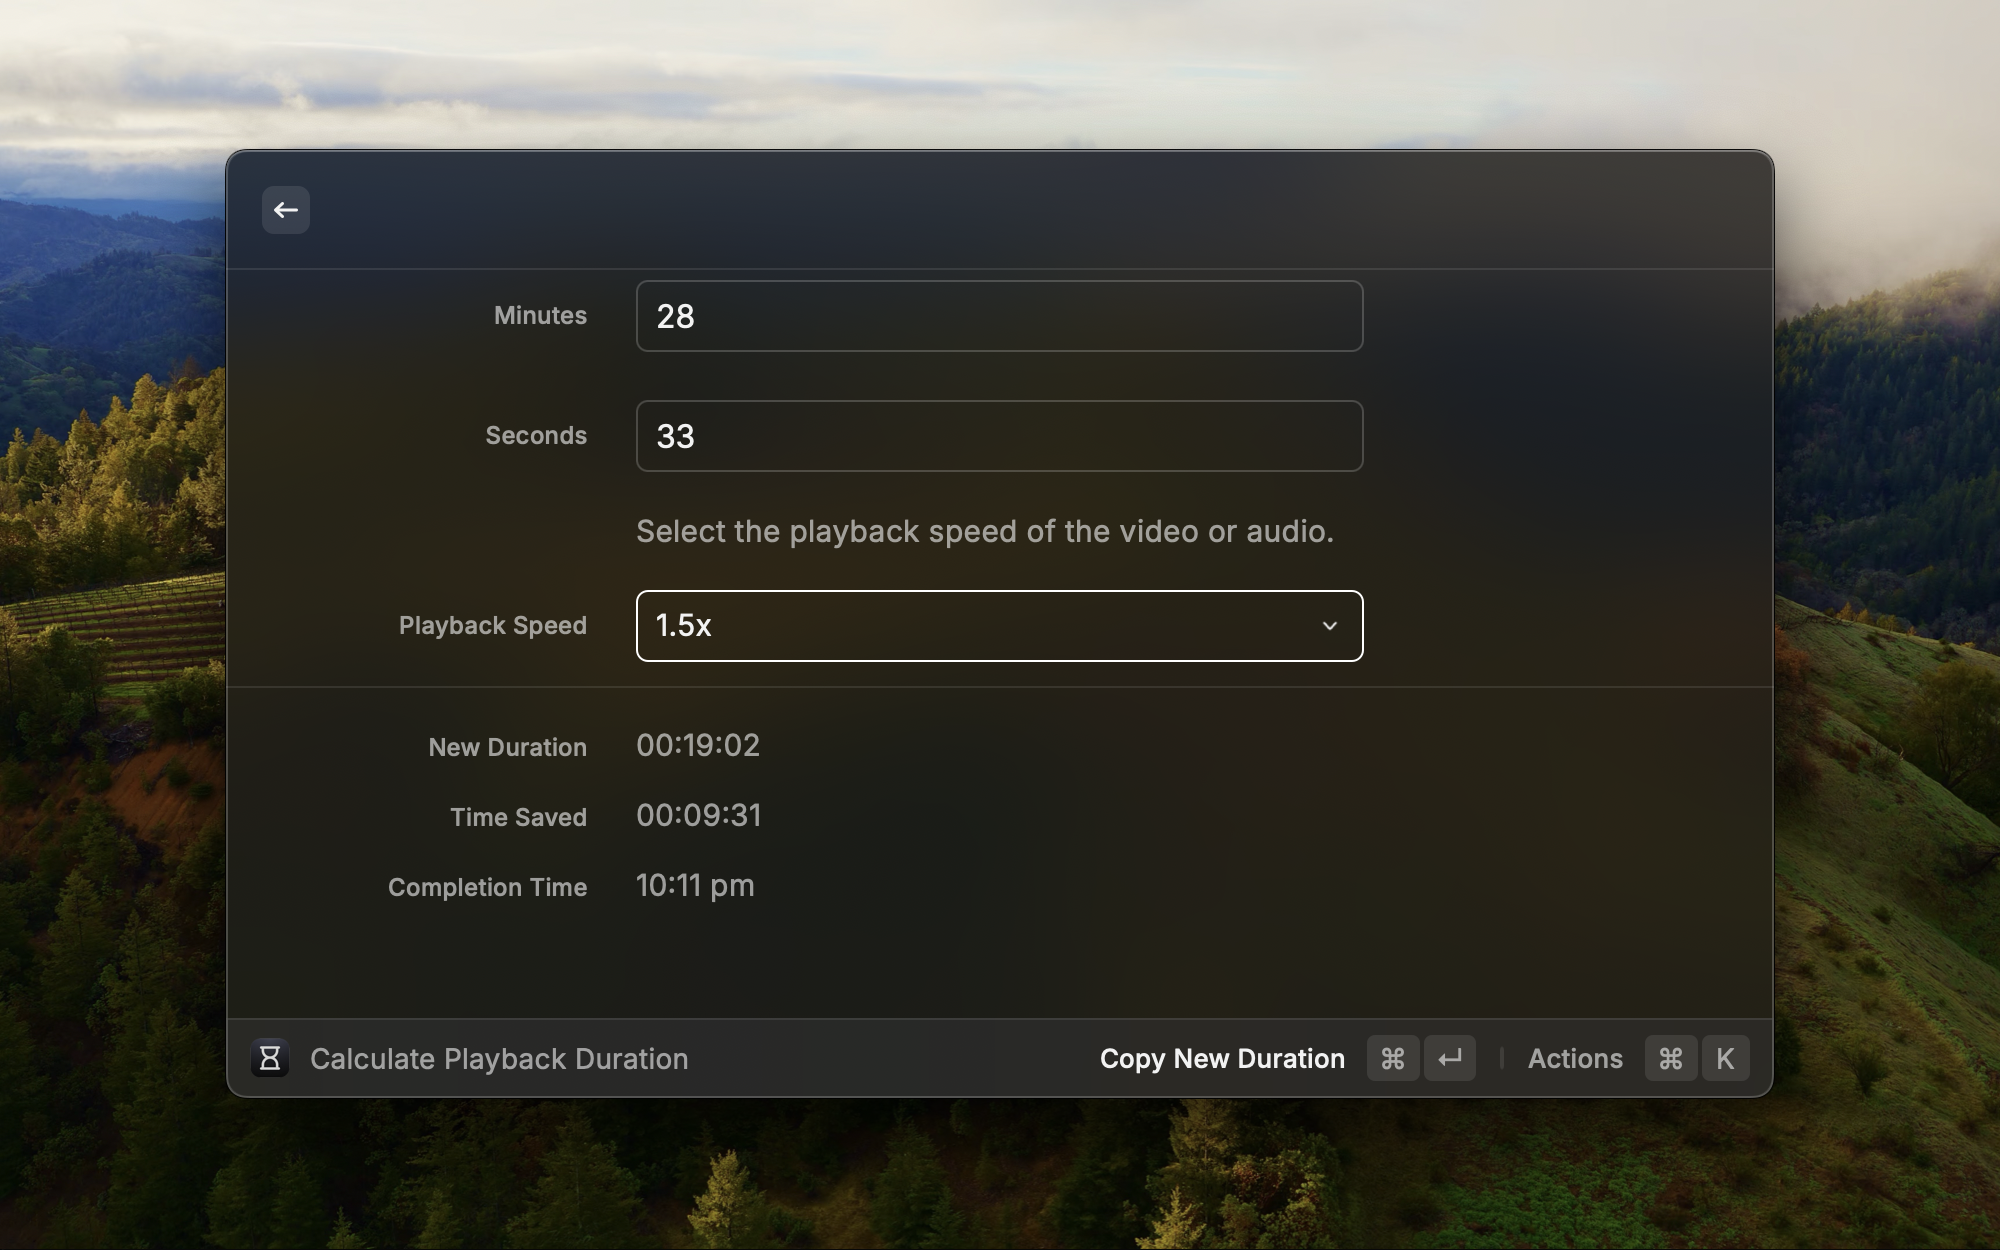 Minutes 28
Seconds 33
Select the playback speed of the video or audio.
Playback Speed 1.5x
New Duration 00:19:02
Time Saved 00:09:31
Completion Time 10:11 pm
Calculate Playback Duration Copy New Duration ⌘ ↵ Actions ⌘ K